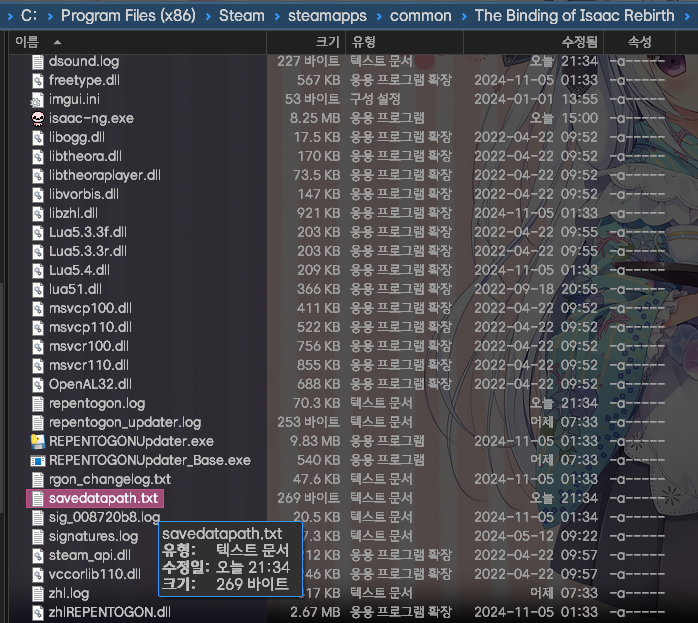 C: Program Files (x86) Steam steamapps common The Binding of Isaac Rebirth
이름 크기 유형 수정됨 속성
dsound.log 227 바이트 텍스트 문서 오늘 21:34 -a------
freetype.dll 567 KB 응용 프로그램 확장 2024-11-05 01:33 -a------
imgui.ini 53 바이트 구성 설정 2024-01-01 13:55 -a------
isaac-ng.exe 8.25 MB 응용 프로그램 오늘 15:00 -a------
libogg.dll 17.5 KB 응용 프로그램 확장 2022-04-22 09:52 -a------
libtheora.dll 170 KB 응용 프로그램 확장 2022-04-22 09:52 -a------
libtheoraplayer.dll 73.5 KB 응용 프로그램 확장 2022-04-22 09:52 -a------
libvorbis.dll 147 KB 응용 프로그램 확장 2022-04-22 09:52 -a------
libzhl.dll 921 KB 응용 프로그램 확장 2024-11-05 01:33 -a------
Lua5.3.3f.dll 203 KB 응용 프로그램 확장 2022-04-22 09:55 -a------
Lua5.3.3r.dll 203 KB 응용 프로그램 확장 2022-04-22 09:55 -a------
Lua5.4.dll 209 KB 응용 프로그램 확장 2024-11-05 01:33 -a------
lua51.dll 366 KB 응용 프로그램 확장 2022-09-18 20:55 -a------
msvcp100.dll 411 KB 응용 프로그램 확장 2022-04-22 09:52 -a------
msvcp110.dll 522 KB 응용 프로그램 확장 2022-04-22 09:52 -a------
msvcr100.dll 756 KB 응용 프로그램 확장 2022-04-22 09:52 -a------
msvcr110.dll 855 KB 응용 프로그램 확장 2022-04-22 09:52 -a------
OpenAL32.dll 688 KB 응용 프로그램 확장 2022-04-22 09:52 -a------
repentogon.log 70.3 KB 텍스트 문서 오늘 21:34 -a------
repentogon_updater.log 253 바이트 텍스트 문서 어제 07:33 -a------
REPENTOGONUpdater.exe 9.83 MB 응용 프로그램 2024-11-05 01:33 -a------
REPENTOGONUpdater_Base.exe 540 KB 응용 프로그램 어제 07:33 -a------
rgon_changelog.txt 47.6 KB 텍스트 문서 2024-11-05 01:33 -a------
savedatapath.txt 269 바이트 텍스트 문서 오늘 21:34 -a------
sig_008720b8.log 20.5 KB 텍스트 문서 2024-11-05 01:34 -a------
signatures.log 7.3 KB 텍스트 문서 2024-05-12 09:22 -a------
steam_api.dll 212 KB 응용 프로그램 확장 2022-04-22 09:52 -a------
vccorlib110.dll 246 KB 응용 프로그램 확장 2022-04-22 09:52 -a------
zhl.log 17 KB 텍스트 문서 어제 07:33 -a------
zhlREPENTOGON.dll 2.67 MB 응용 프로그램 확장 2024-11-05 01:33 -a------
savedatapath.txt
유형: 텍스트 문서
수정일: 오늘 21:34
크기: 269 바이트